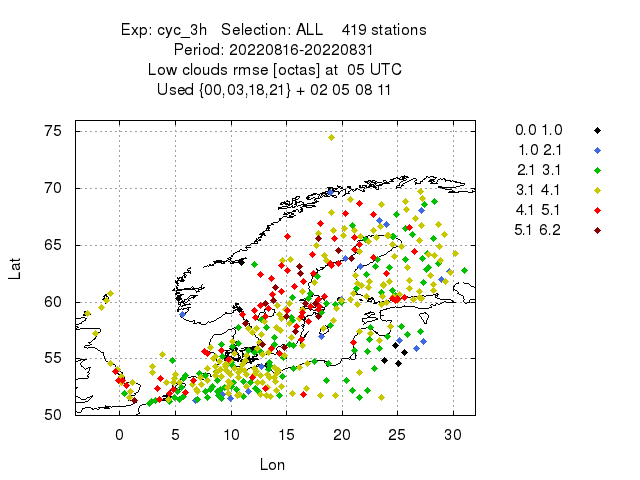 Exp: cyc_3h Selection: ALL 419 stations
Period: 20220816-20220831
Low clouds rmse [octas] at 05 UTC
Used {00,03,18,21} + 02 05 08 11
75
70
65
60
55
50
Lat
0 5 10 15 20 25 30
Lon
0.0 1.0
1.0 2.1
2.1 3.1
3.1 4.1
4.1 5.1
5.1 6.2